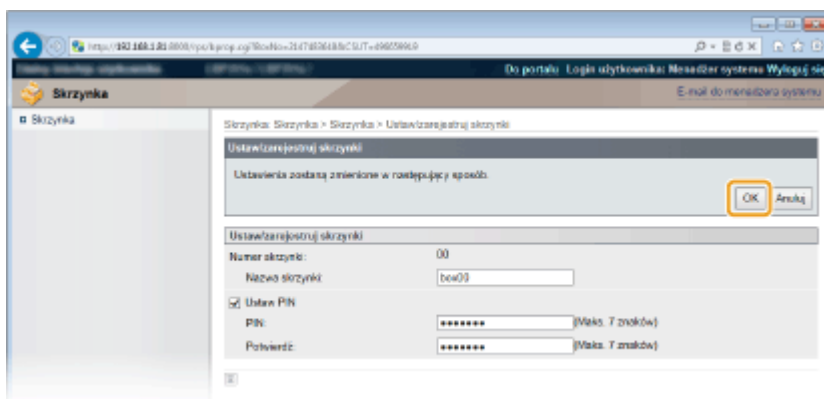 Do portalu Login użytkownika: Menedżer systemu Wyloguj się
Skrzynka
E-mail do menedżera systemu
Skrzynka
Skrzynka: Skrzynka > Skrzynka > Ustaw/zarejestruj skrzynki
Ustaw/zarejestruj skrzynki
Ustawienia zostaną zmienione w następujący sposób.
OK Anuluj
Ustaw/zarejestruj skrzynki
Numer skrzynki: 00
Nazwa skrzynki: box00
Ustaw PIN
PIN: ●●●●●●● (Maks. 7 znaków)
Potwierdź: ●●●●●●● (Maks. 7 znaków)